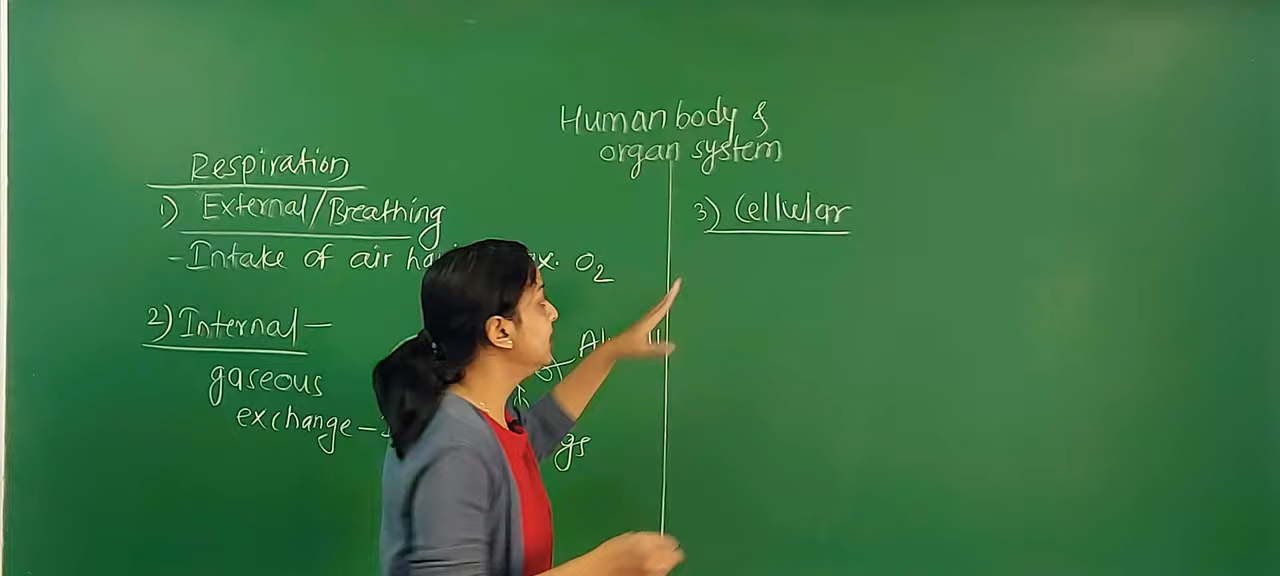 Human body &
organ system
Respiration
1) External/Breathing
- Intake of air O2
2) Internal -
gaseous
exchange -
3) Cellular